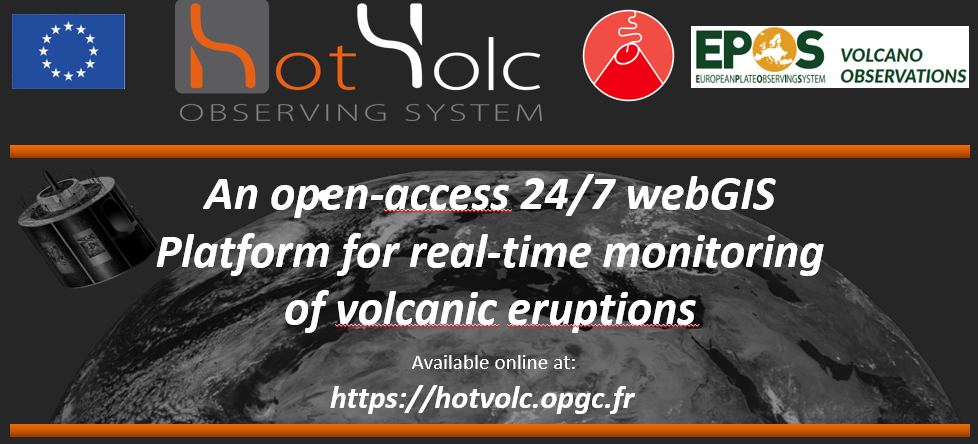 hotVolc
OBSERVING SYSTEM
EPOS
EUROPEANPLATEOBSERVINGSYSTEM
VOLCANO
OBSERVATIONS
An open-access 24/7 webGIS
Platform for real-time monitoring
of volcanic eruptions
Available online at:
https://hotvolc.opgc.fr